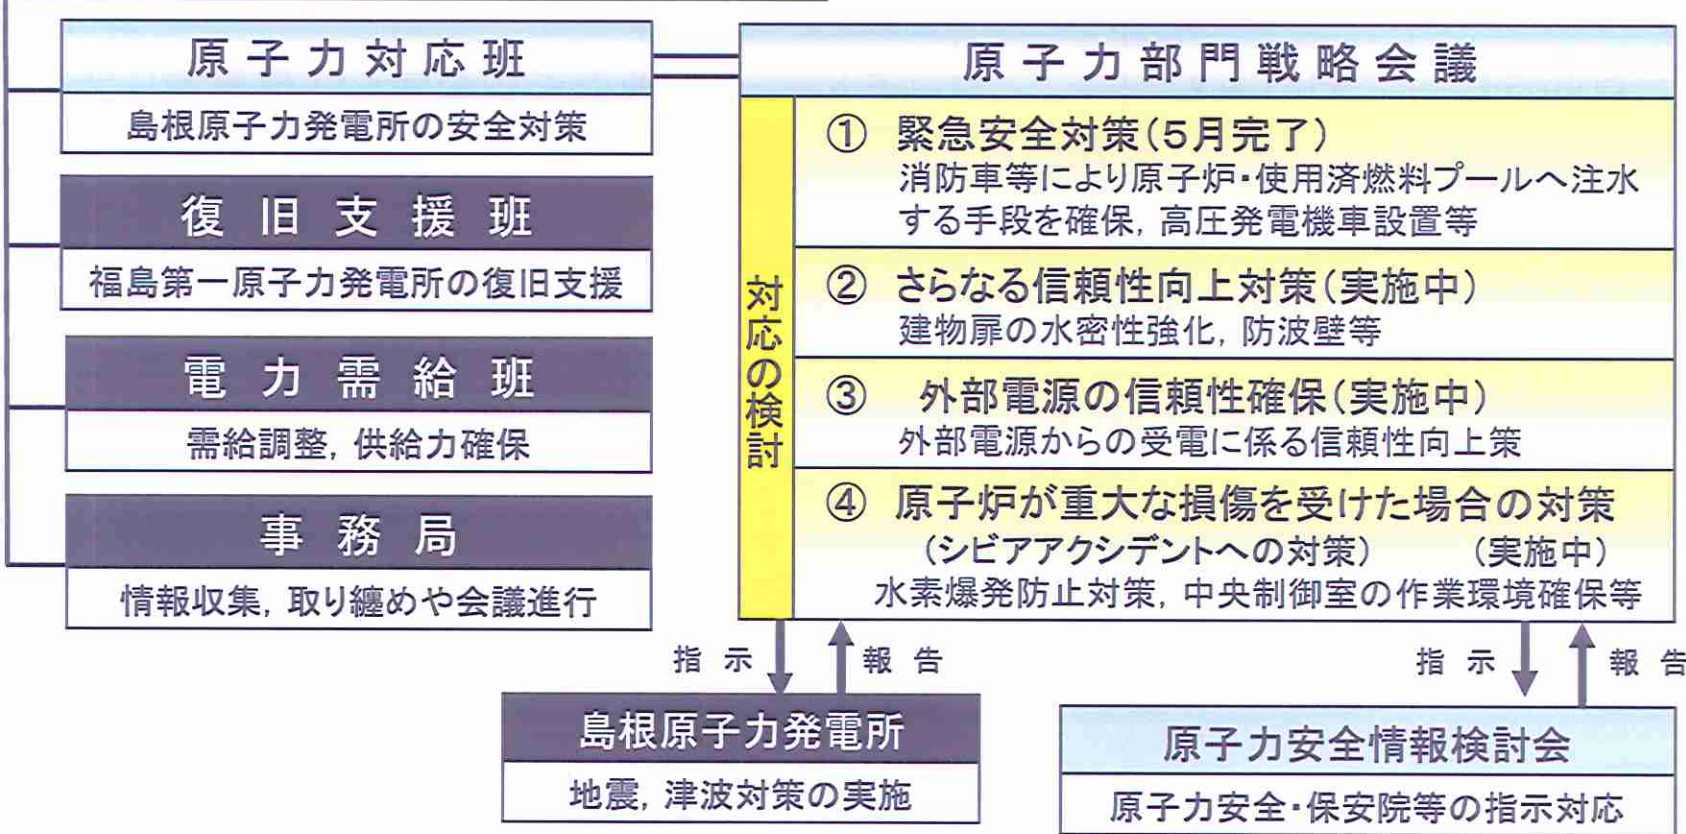 原子力対応班
島根原子力発電所の安全対策
復旧支援班
福島第一原子力発電所の復旧支援
電力需給班
需給調整, 供給力確保
事務局
情報収集, 取り纏めや会議進行
原子力部門戦略会議
対応の検討
① 緊急安全対策(5月完了)
消防車等により原子炉・使用済燃料プールへ注水
する手段を確保, 高圧発電機車設置等
② さらなる信頼性向上対策(実施中)
建物扉の水密性強化, 防波壁等
③ 外部電源の信頼性確保(実施中)
外部電源からの受電に係る信頼性向上策
④ 原子炉が重大な損傷を受けた場合の対策
(シビアアクシデントへの対策) (実施中)
水素爆発防止対策, 中央制御室の作業環境確保等
指示 報告
指示 報告
島根原子力発電所
地震, 津波対策の実施
原子力安全情報検討会
原子力安全・保安院等の指示対応